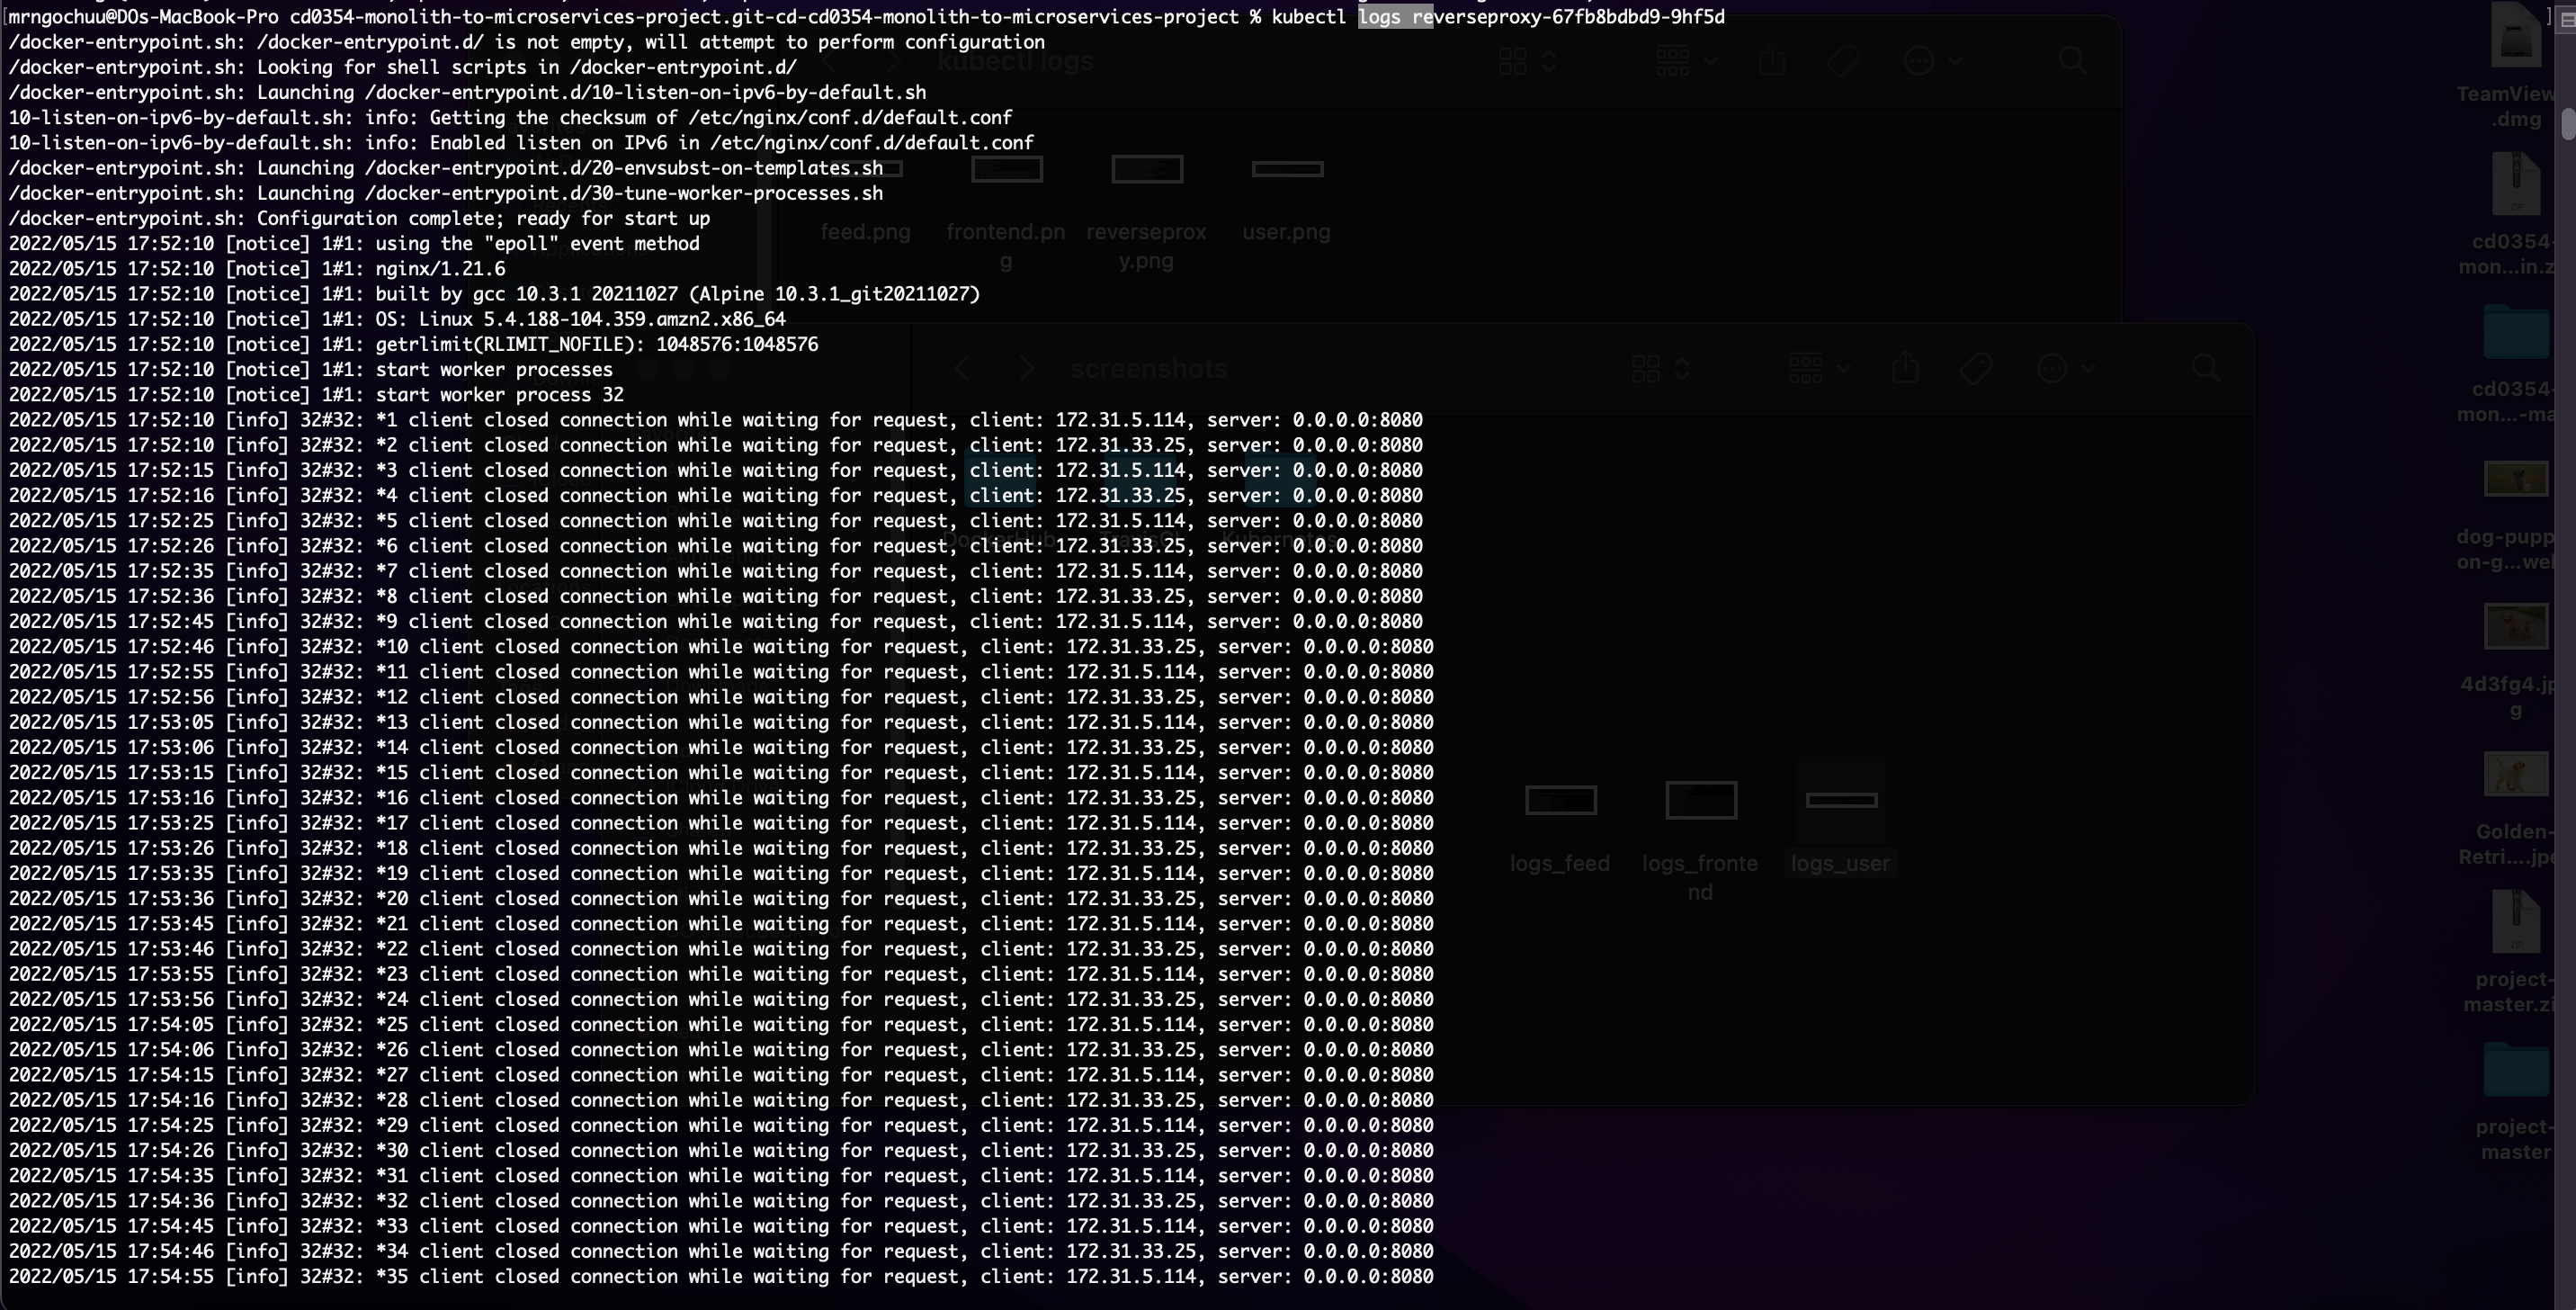 [mrngochuu@DOs-MacBook-Pro cd0354-monolith-to-microservices-project.git-cd-cd0354-monolith-to-microservices-project % kubectl logs reverseproxy-67fb8bdbd9-9hf5d ]
/docker-entrypoint.sh: /docker-entrypoint.d/ is not empty, will attempt to perform configuration
/docker-entrypoint.sh: Looking for shell scripts in /docker-entrypoint.d/
/docker-entrypoint.sh: Launching /docker-entrypoint.d/10-listen-on-ipv6-by-default.sh
10-listen-on-ipv6-by-default.sh: info: Getting the checksum of /etc/nginx/conf.d/default.conf
10-listen-on-ipv6-by-default.sh: info: Enabled listen on IPv6 in /etc/nginx/conf.d/default.conf
/docker-entrypoint.sh: Launching /docker-entrypoint.d/20-envsubst-on-templates.sh
/docker-entrypoint.sh: Launching /docker-entrypoint.d/30-tune-worker-processes.sh
/docker-entrypoint.sh: Configuration complete; ready for start up
2022/05/15 17:52:10 [notice] 1#1: using the "epoll" event method
2022/05/15 17:52:10 [notice] 1#1: nginx/1.21.6
2022/05/15 17:52:10 [notice] 1#1: built by gcc 10.3.1 20211027 (Alpine 10.3.1_git20211027)
2022/05/15 17:52:10 [notice] 1#1: OS: Linux 5.4.188-104.359.amzn2.x86_64
2022/05/15 17:52:10 [notice] 1#1: getrlimit(RLIMIT_NOFILE): 1048576:1048576
2022/05/15 17:52:10 [notice] 1#1: start worker processes
2022/05/15 17:52:10 [notice] 1#1: start worker process 32
2022/05/15 17:52:10 [info] 32#32: *1 client closed connection while waiting for request, client: 172.31.5.114, server: 0.0.0.0:8080
2022/05/15 17:52:10 [info] 32#32: *2 client closed connection while waiting for request, client: 172.31.33.25, server: 0.0.0.0:8080
2022/05/15 17:52:15 [info] 32#32: *3 client closed connection while waiting for request, client: 172.31.5.114, server: 0.0.0.0:8080
2022/05/15 17:52:16 [info] 32#32: *4 client closed connection while waiting for request, client: 172.31.33.25, server: 0.0.0.0:8080
2022/05/15 17:52:25 [info] 32#32: *5 client closed connection while waiting for request, client: 172.31.5.114, server: 0.0.0.0:8080
2022/05/15 17:52:26 [info] 32#32: *6 client closed connection while waiting for request, client: 172.31.33.25, server: 0.0.0.0:8080
2022/05/15 17:52:35 [info] 32#32: *7 client closed connection while waiting for request, client: 172.31.5.114, server: 0.0.0.0:8080
2022/05/15 17:52:36 [info] 32#32: *8 client closed connection while waiting for request, client: 172.31.33.25, server: 0.0.0.0:8080
2022/05/15 17:52:45 [info] 32#32: *9 client closed connection while waiting for request, client: 172.31.5.114, server: 0.0.0.0:8080
2022/05/15 17:52:46 [info] 32#32: *10 client closed connection while waiting for request, client: 172.31.33.25, server: 0.0.0.0:8080
2022/05/15 17:52:55 [info] 32#32: *11 client closed connection while waiting for request, client: 172.31.5.114, server: 0.0.0.0:8080
2022/05/15 17:52:56 [info] 32#32: *12 client closed connection while waiting for request, client: 172.31.33.25, server: 0.0.0.0:8080
2022/05/15 17:53:05 [info] 32#32: *13 client closed connection while waiting for request, client: 172.31.5.114, server: 0.0.0.0:8080
2022/05/15 17:53:06 [info] 32#32: *14 client closed connection while waiting for request, client: 172.31.33.25, server: 0.0.0.0:8080
2022/05/15 17:53:15 [info] 32#32: *15 client closed connection while waiting for request, client: 172.31.5.114, server: 0.0.0.0:8080
2022/05/15 17:53:16 [info] 32#32: *16 client closed connection while waiting for request, client: 172.31.33.25, server: 0.0.0.0:8080
2022/05/15 17:53:25 [info] 32#32: *17 client closed connection while waiting for request, client: 172.31.5.114, server: 0.0.0.0:8080
2022/05/15 17:53:26 [info] 32#32: *18 client closed connection while waiting for request, client: 172.31.33.25, server: 0.0.0.0:8080
2022/05/15 17:53:35 [info] 32#32: *19 client closed connection while waiting for request, client: 172.31.5.114, server: 0.0.0.0:8080
2022/05/15 17:53:36 [info] 32#32: *20 client closed connection while waiting for request, client: 172.31.33.25, server: 0.0.0.0:8080
2022/05/15 17:53:45 [info] 32#32: *21 client closed connection while waiting for request, client: 172.31.5.114, server: 0.0.0.0:8080
2022/05/15 17:53:46 [info] 32#32: *22 client closed connection while waiting for request, client: 172.31.33.25, server: 0.0.0.0:8080
2022/05/15 17:53:55 [info] 32#32: *23 client closed connection while waiting for request, client: 172.31.5.114, server: 0.0.0.0:8080
2022/05/15 17:53:56 [info] 32#32: *24 client closed connection while waiting for request, client: 172.31.33.25, server: 0.0.0.0:8080
2022/05/15 17:54:05 [info] 32#32: *25 client closed connection while waiting for request, client: 172.31.5.114, server: 0.0.0.0:8080
2022/05/15 17:54:06 [info] 32#32: *26 client closed connection while waiting for request, client: 172.31.33.25, server: 0.0.0.0:8080
2022/05/15 17:54:15 [info] 32#32: *27 client closed connection while waiting for request, client: 172.31.5.114, server: 0.0.0.0:8080
2022/05/15 17:54:16 [info] 32#32: *28 client closed connection while waiting for request, client: 172.31.33.25, server: 0.0.0.0:8080
2022/05/15 17:54:25 [info] 32#32: *29 client closed connection while waiting for request, client: 172.31.5.114, server: 0.0.0.0:8080
2022/05/15 17:54:26 [info] 32#32: *30 client closed connection while waiting for request, client: 172.31.33.25, server: 0.0.0.0:8080
2022/05/15 17:54:35 [info] 32#32: *31 client closed connection while waiting for request, client: 172.31.5.114, server: 0.0.0.0:8080
2022/05/15 17:54:36 [info] 32#32: *32 client closed connection while waiting for request, client: 172.31.33.25, server: 0.0.0.0:8080
2022/05/15 17:54:45 [info] 32#32: *33 client closed connection while waiting for request, client: 172.31.5.114, server: 0.0.0.0:8080
2022/05/15 17:54:46 [info] 32#32: *34 client closed connection while waiting for request, client: 172.31.33.25, server: 0.0.0.0:8080
2022/05/15 17:54:55 [info] 32#32: *35 client closed connection while waiting for request, client: 172.31.5.114, server: 0.0.0.0:8080
kubectl logs
feed.png
frontend.pn
g
reverseprox
y.png
user.png
screenshots
DockerHub
TravisCI
Kubernetes
logs_feed
logs_fronte
nd
logs_user
TeamView
.dmg
cd0354-
mon...in.z
cd0354-
mon...-ma
dog-pupp
on-g...we
4d3fg4.jp
g
Golden-
Retri....jpe
project-
master.zi
project-
master